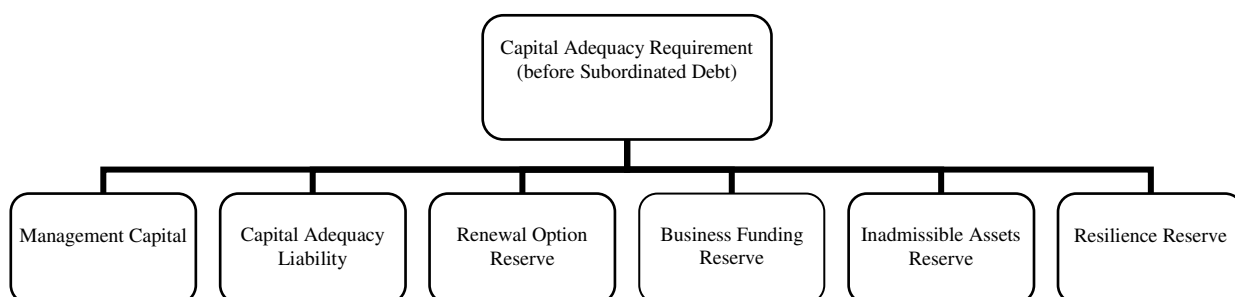 Capital Adequacy Requirement
(before Subordinated Debt)
Management Capital
Capital Adequacy
Liability
Renewal Option
Reserve
Business Funding
Reserve
Inadmissible Assets
Reserve
Resilience Reserve